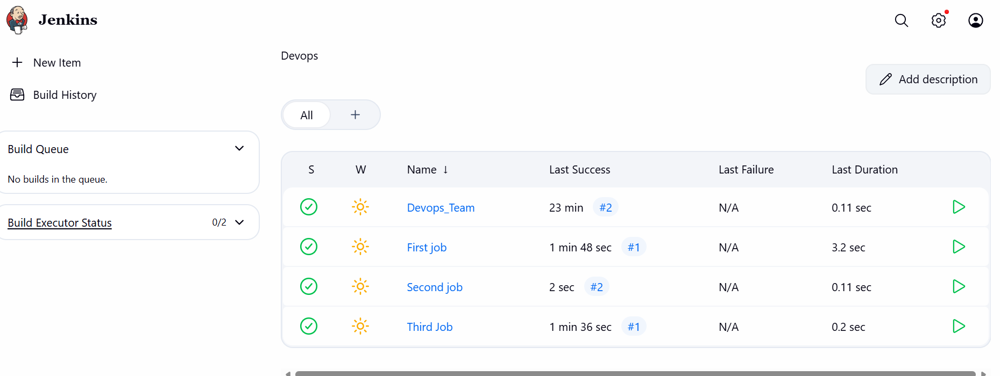 Jenkins
New Item
Build History
Build Queue
No builds in the queue.
Build Executor Status 0/2
Devops
Add description
All +
S W Name ↓ Last Success Last Failure Last Duration
Devops_Team 23 min #2 N/A 0.11 sec
First job 1 min 48 sec #1 N/A 3.2 sec
Second job 2 sec #2 N/A 0.11 sec
Third Job 1 min 36 sec #1 N/A 0.2 sec